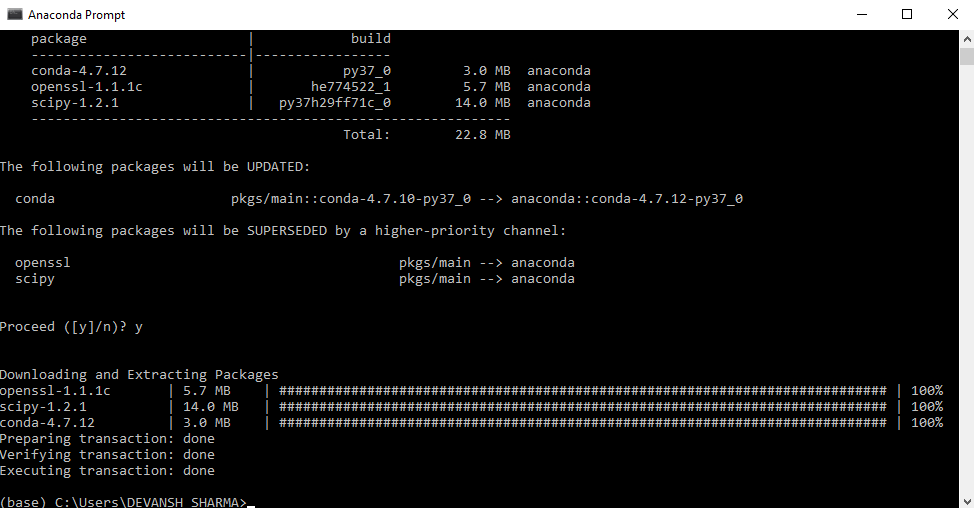 Anaconda Prompt
package | build
---------------------------|-----------------
conda-4.7.12 | py37_0 3.0 MB anaconda
openssl-1.1.1c | he774522_1 5.7 MB anaconda
scipy-1.2.1 | py37h29ff71c_0 14.0 MB anaconda
------------------------------------------------------------
Total: 22.8 MB
The following packages will be UPDATED:
conda pkgs/main::conda-4.7.10-py37_0 --> anaconda::conda-4.7.12-py37_0
The following packages will be SUPERSEDED by a higher-priority channel:
openssl pkgs/main --> anaconda
scipy pkgs/main --> anaconda
Proceed ([y]/n)? y
Downloading and Extracting Packages
openssl-1.1.1c | 5.7 MB | ############################################################################ | 100%
scipy-1.2.1 | 14.0 MB | ############################################################################ | 100%
conda-4.7.12 | 3.0 MB | ############################################################################ | 100%
Preparing transaction: done
Verifying transaction: done
Executing transaction: done
(base) C:\Users\DEVANSH SHARMA>_